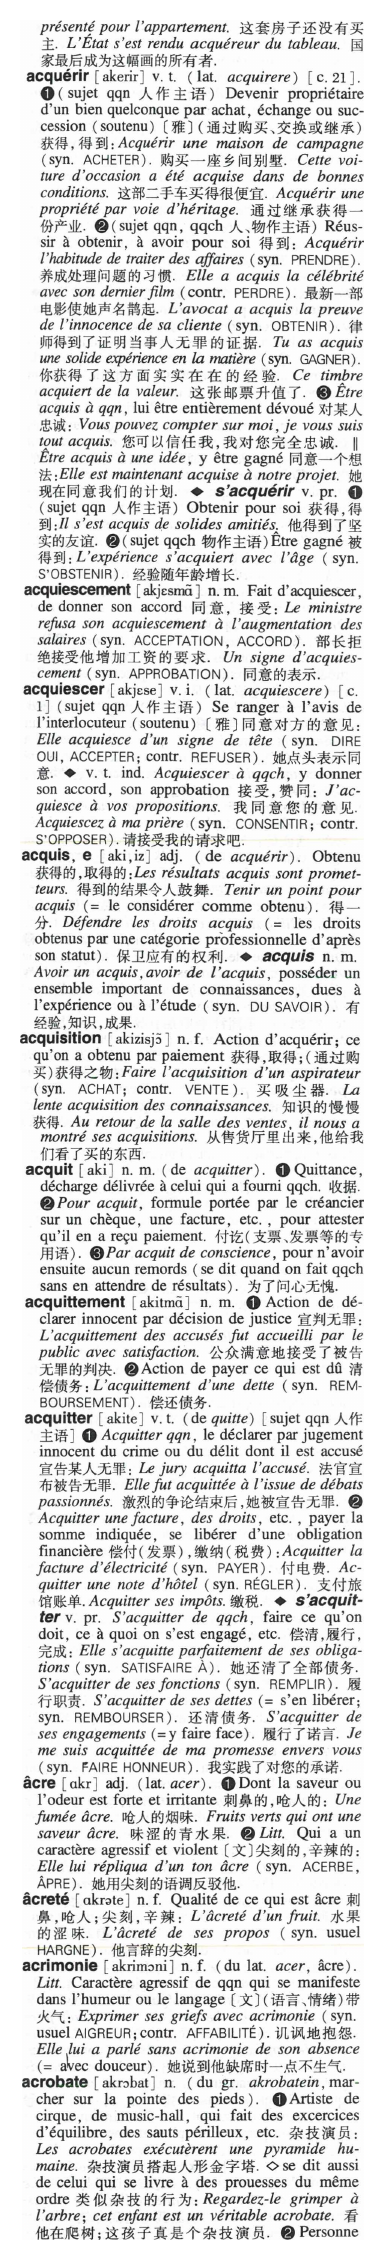 présenté pour l'appartement. 这套房子还没有买
主. L'État s'est rendu acquéreur du tableau. 国
家最后成为这幅画的所有者.
acquérir [akerir] v. t. (lat. acquirere) [c. 21].
❶(sujet qqn 人作主语) Devenir propriétaire
d'un bien quelconque par achat, échange ou suc-
cession (soutenu) [雅](通过购买、交换或继承)
获得,得到: Acquérir une maison de campagne
(syn. ACHETER). 购买一座乡间别墅. Cette voi-
ture d'occasion a été acquise dans de bonnes
conditions. 这部二手车买得很便宜. Acquérir une
propriété par voie d'héritage. 通过继承获得一
份产业. ❷(sujet qqn, qqch 人、物作主语) Réus-
sir à obtenir, à avoir pour soi 得到: Acquérir
l'habitude de traiter des affaires (syn. PRENDRE).
养成处理问题的习惯. Elle a acquis la célébrité
avec son dernier film (contr. PERDRE). 最新一部
电影使她声名鹊起. L'avocat a acquis la preuve
de l'innocence de sa cliente (syn. OBTENIR). 律
师得到了证明当事人无罪的证据. Tu as acquis
une solide expérience en la matière (syn. GAGNER).
你获得了这方面实实在在的经验. Ce timbre
acquiert de la valeur. 这张邮票升值了. ❸Être
acquis à qqn, lui être entièrement dévoué 对某人
忠诚: Vous pouvez compter sur moi, je vous suis
tout acquis. 您可以信任我,我对您完全忠诚. ‖
Être acquis à une idée, y être gagné 同意一个想
法:Elle est maintenant acquise à notre projet. 她
现在同意我们的计划. ◆ s'acquérir v. pr. ❶
(sujet qqn 人作主语) Obtenir pour soi 获得,得
到:Il s'est acquis de solides amitiés. 他得到了坚
实的友谊. ❷(sujet qqch 物作主语)Être gagné 被
得到: L'expérience s'acquiert avec l'âge (syn.
S'OBSTENIR). 经验随年龄增长.
acquiescement [akjɛsmɑ̃] n. m. Fait d'acquiescer,
de donner son accord 同意, 接受: Le ministre
refusa son acquiescement à l'augmentation des
salaires (syn. ACCEPTATION, ACCORD). 部长拒
绝接受他增加工资的要求. Un signe d'acquies-
cement (syn. APPROBATION). 同意的表示.
acquiescer [akjɛse] v. i. (lat. acquiescere) [c.
1] (sujet qqn 人作主语) Se ranger à l'avis de
l'interlocuteur (soutenu) [雅]同意对方的意见:
Elle acquiesce d'un signe de tête (syn. DIRE
OUI, ACCEPTER; contr. REFUSER). 她点头表示同
意. ◆ v. t. ind. Acquiescer à qqch, y donner
son accord, son approbation 接受,赞同: J'ac-
quiesce à vos propositions. 我同意您的意见.
Acquiescez à ma prière (syn. CONSENTIR; contr.
S'OPPOSER). 请接受我的请求吧.
acquis, e [aki,iz] adj. (de acquérir). Obtenu
获得的,取得的:Les résultats acquis sont promet-
teurs. 得到的结果令人鼓舞. Tenir un point pour
acquis (= le considérer comme obtenu). 得一
分. Défendre les droits acquis (= les droits
obtenus par une catégorie professionnelle d'après
son statut). 保卫应有的权利. ◆ acquis n. m.
Avoir un acquis,avoir de l'acquis, posséder un
ensemble important de connaissances, dues à
l'expérience ou à l'étude (syn. DU SAVOIR). 有
经验,知识,成果.
acquisition [akizisjɔ̃] n. f. Action d'acquérir; ce
qu'on a obtenu par paiement 获得,取得;(通过购
买)获得之物:Faire l'acquisition d'un aspirateur
(syn. ACHAT; contr. VENTE). 买吸尘器. La
lente acquisition des connaissances. 知识的慢慢
获得. Au retour de la salle des ventes, il nous a
montré ses acquisitions. 从售货厅里出来,他给我
们看了买的东西.
acquit [aki] n. m. (de acquitter). ❶Quittance,
décharge délivrée à celui qui a fourni qqch. 收据.
❷Pour acquit, formule portée par le créancier
sur un chèque, une facture, etc., pour attester
qu'il en a reçu paiement. 付讫(支票、发票等的专
用语). ❸Par acquit de conscience, pour n'avoir
ensuite aucun remords (se dit quand on fait qqch
sans en attendre de résultats). 为了问心无愧.
acquittement [akitmɑ̃] n. m. ❶ Action de dé-
clarer innocent par décision de justice 宣判无罪:
L'acquittement des accusés fut accueilli par le
public avec satisfaction. 公众满意地接受了被告
无罪的判决. ❷Action de payer ce qui est dû 清
偿债务: L'acquittement d'une dette (syn. REM-
BOURSEMENT). 偿还债务.
acquitter [akite] v. t. (de quitte) [sujet qqn 人作
主语] ❶ Acquitter qqn, le déclarer par jugement
innocent du crime ou du délit dont il est accusé
宣告某人无罪: Le jury acquitta l'accusé. 法官宣
布被告无罪. Elle fut acquittée à l'issue de débats
passionnés. 激烈的争论结束后,她被宣告无罪. ❷
Acquitter une facture, des droits, etc., payer la
somme indiquée, se libérer d'une obligation
financière 偿付(发票),缴纳(税费):Acquitter la
facture d'électricité (syn. PAYER). 付电费. Ac-
quitter une note d'hôtel (syn. RÉGLER). 支付旅
馆账单. Acquitter ses impôts. 缴税. ◆ s'acquit-
ter v. pr. S'acquitter de qqch, faire ce qu'on
doit, ce à quoi on s'est engagé, etc. 偿清,履行,
完成: Elle s'acquitte parfaitement de ses obliga-
tions (syn. SATISFAIRE À). 她还清了全部债务.
S'acquitter de ses fonctions (syn. REMPLIR). 履
行职责. S'acquitter de ses dettes (= s'en libérer;
syn. REMBOURSER). 还清债务. S'acquitter de
ses engagements (=y faire face). 履行了诺言. Je
me suis acquittée de ma promesse envers vous
(syn. FAIRE HONNEUR). 我实践了对您的承诺.
âcre [ɑkr] adj. (lat. acer). ❶Dont la saveur ou
l'odeur est forte et irritante 刺鼻的,呛人的: Une
fumée âcre. 呛人的烟味. Fruits verts qui ont une
saveur âcre. 味涩的青水果. ❷ Litt. Qui a un
caractère agressif et violent [文]尖刻的,辛辣的:
Elle lui répliqua d'un ton âcre (syn. ACERBE,
ÂPRE). 她用尖刻的语调反驳他.
âcreté [ɑkrəte] n. f. Qualité de ce qui est âcre 刺
鼻,呛人;尖刻,辛辣: L'âcreté d'un fruit. 水果
的涩味. L'âcreté de ses propos (syn. usuel
HARGNE). 他言辞的尖刻.
acrimonie [akrimɔni] n. f. (du lat. acer, âcre).
Litt. Caractère agressif de qqn qui se manifeste
dans l'humeur ou le langage [文](语言、情绪)带
火气: Exprimer ses griefs avec acrimonie (syn.
usuel AIGREUR; contr. AFFABILITÉ). 讥讽地抱怨.
Elle lui a parlé sans acrimonie de son absence
(= avec douceur). 她说到他缺席时一点不生气.
acrobate [akrɔbat] n. (du gr. akrobatein, mar-
cher sur la pointe des pieds). ❶Artiste de
cirque, de music-hall, qui fait des excercices
d'équilibre, des sauts périlleux, etc. 杂技演员:
Les acrobates exécutèrent une pyramide hu-
maine. 杂技演员搭起人形金字塔. ◇se dit aussi
de celui qui se livre à des prouesses du même
ordre 类似杂技的行为: Regardez-le grimper à
l'arbre; cet enfant est un véritable acrobate. 看
他在爬树;这孩子真是个杂技演员. ❷ Personne